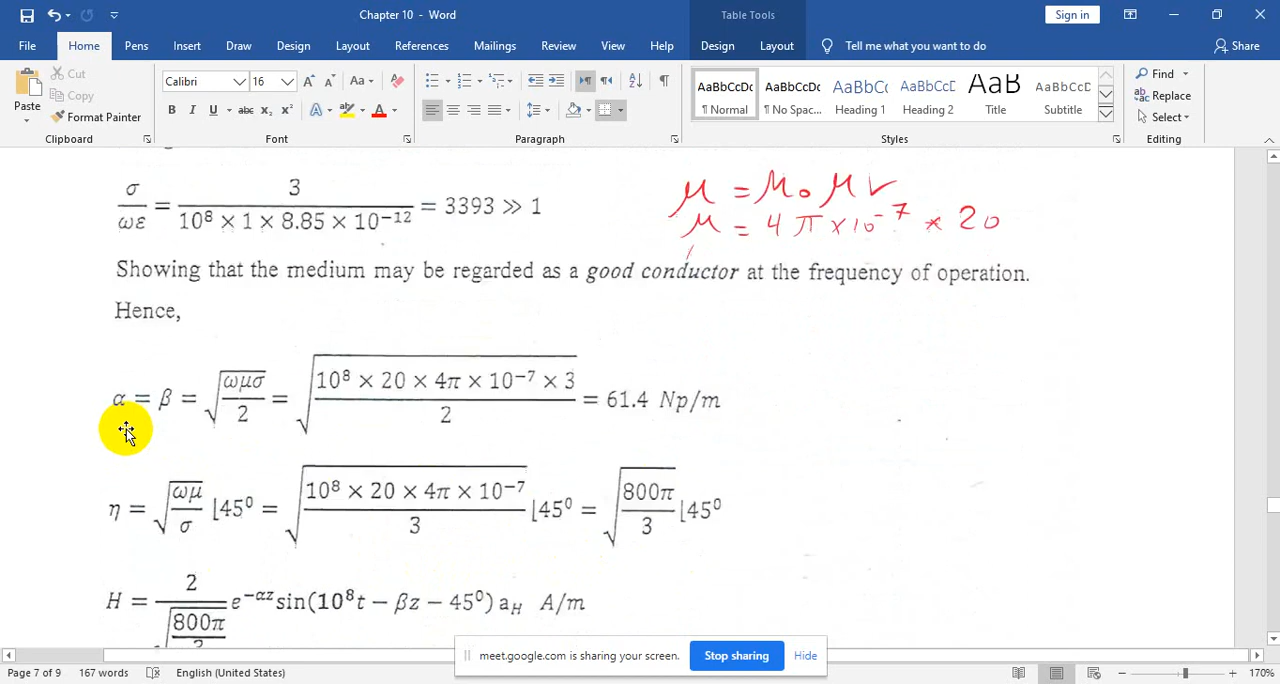 Chapter 10 - Word
Table Tools
Sign in
File Home Pens Insert Draw Design Layout References Mailings Review View Help Design Layout Tell me what you want to do Share
Paste
Cut
Copy
Format Painter
Calibri 16
B I U abc x₂ x²
AaBbCcDc AaBbCcDc AaBbCc AaBbCcD AaB AaBbCcD
¶ Normal ¶ No Spac... Heading 1 Heading 2 Title Subtitle
Find
Replace
Select
Clipboard Font Paragraph Styles Editing
σ/ωε = 3/(10⁸ × 1 × 8.85 × 10⁻¹²) = 3393 ≫ 1
μ = μ₀ μr
μ = 4 π × 10⁻⁷ × 20
Showing that the medium may be regarded as a good conductor at the frequency of operation.
Hence,
α = β = √(ωμσ/2) = √((10⁸ × 20 × 4π × 10⁻⁷ × 3)/2) = 61.4 Np/m
η = √(ωμ/σ) ⌊45⁰ = √((10⁸ × 20 × 4π × 10⁻⁷)/3) ⌊45⁰ = √(800π/3) ⌊45⁰
H = 2/√(800π/3) e^(−αz) sin(10⁸t − βz − 45⁰) a_H A/m
meet.google.com is sharing your screen. Stop sharing Hide
Page 7 of 9 167 words English (United States) 170%